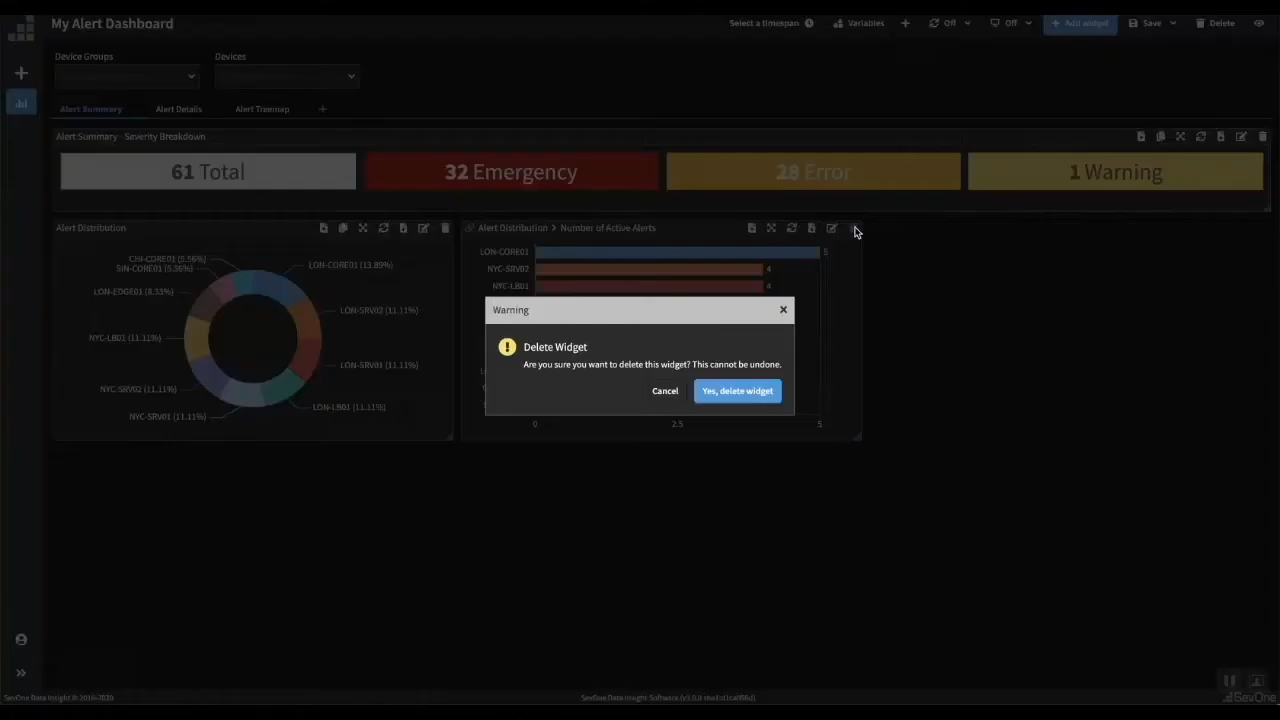 My Alert Dashboard
Select a timespan
Variables
Off
Off
Add widget
Save
Delete
Device Groups
Devices
Alert Summary
Alert Details
Alert Treemap
Alert Summary - Severity Breakdown
61 Total
32 Emergency
28 Error
1 Warning
Alert Distribution
CHI-CORE01 (5.56%)
SIN-CORE01 (5.56%)
LON-CORE01 (13.89%)
LON-EDGE01 (8.33%)
LON-SRV02 (11.11%)
NYC-LB01 (11.11%)
LON-SRV01 (11.11%)
NYC-SRV02 (11.11%)
LON-LB01 (11.11%)
NYC-SRV01 (11.11%)
Alert Distribution > Number of Active Alerts
LON-CORE01
5
NYC-SRV02
4
NYC-LB01
4
0
2.5
5
Warning
Delete Widget
Are you sure you want to delete this widget? This cannot be undone.
Cancel
Yes, delete widget
SevOne Data Insight © 2016-2020
SevOne